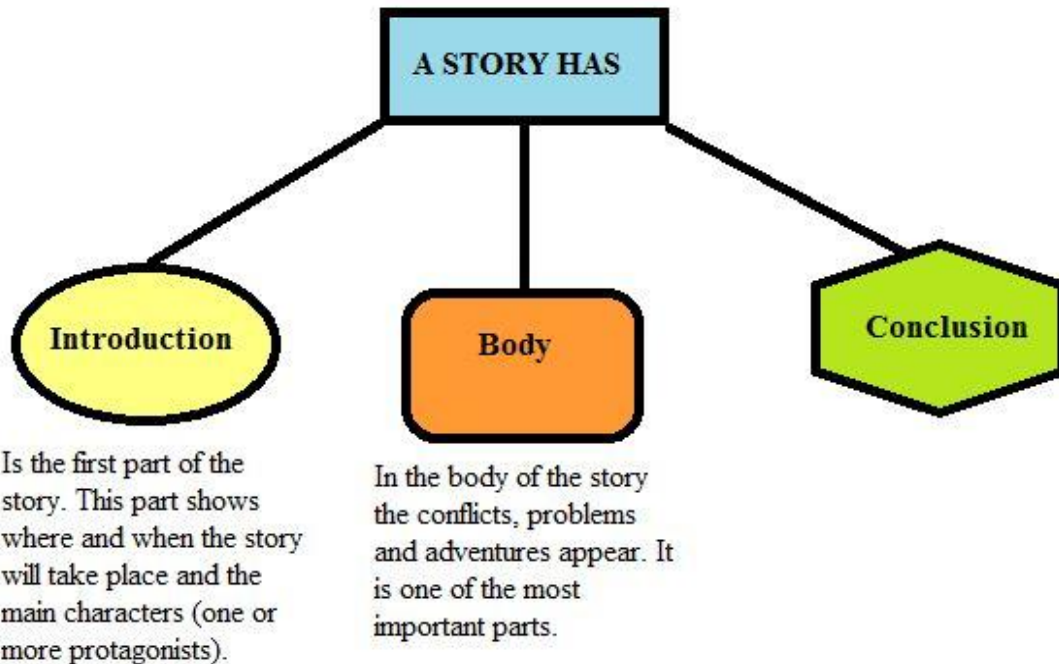 A STORY HAS
Introduction
Body
Conclusion
Is the first part of the
story. This part shows
where and when the story
will take place and the
main characters (one or
more protagonists).
In the body of the story
the conflicts, problems
and adventures appear. It
is one of the most
important parts.